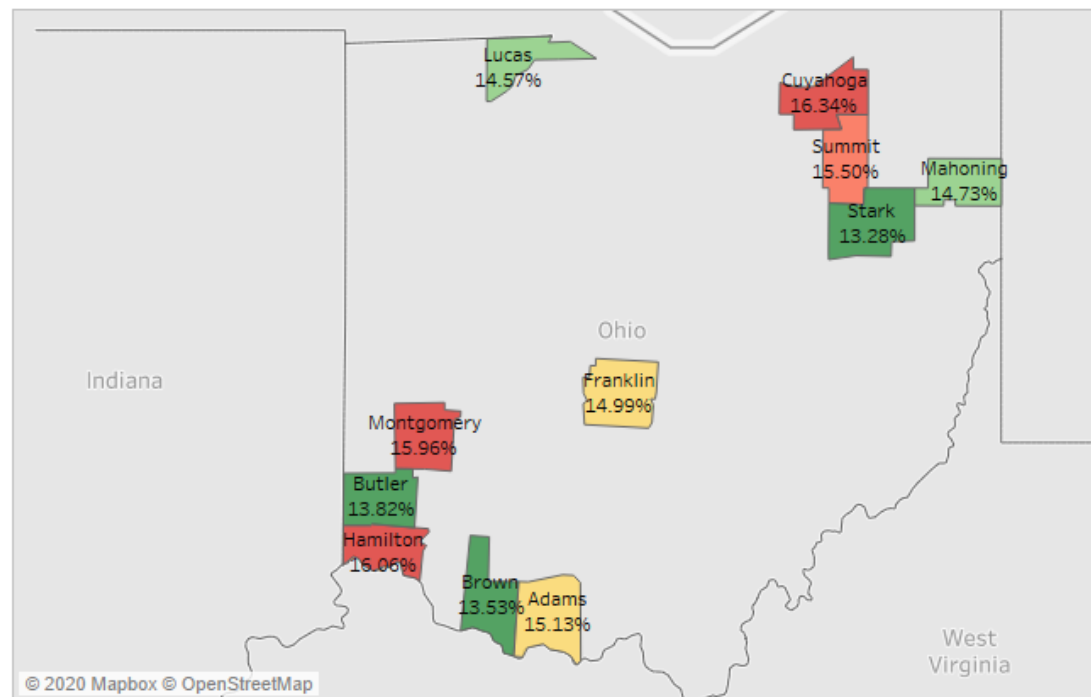 Lucas
14.57%
Cuyahoga
16.34%
Summit
15.50%
Mahoning
14.73%
Stark
13.28%
Ohio
Indiana
Franklin
14.99%
Montgomery
15.96%
Butler
13.82%
Hamilton
16.06%
Brown
13.53%
Adams
15.13%
West
Virginia
© 2020 Mapbox © OpenStreetMap